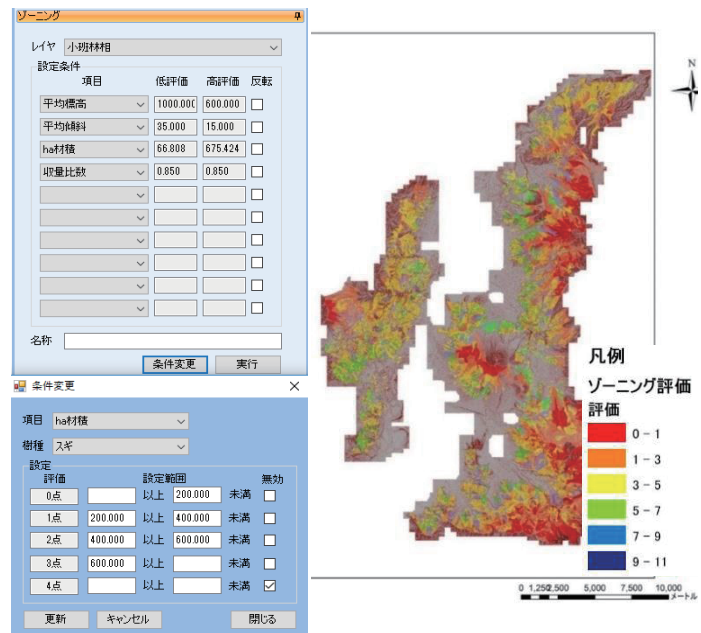 ゾーニング
レイヤ 小班林相
設定条件
項目 低評価 高評価 反転
平均標高 1000.000 600.000
平均傾斜 35.000 15.000
ha材積 66.808 675.424
収量比数 0.850 0.850
名称
条件変更 実行
条件変更
項目 ha材積
樹種 スギ
設定
評価 設定範囲 無効
0点 以上 200.000 未満
1点 200.000 以上 400.000 未満
2点 400.000 以上 600.000 未満
3点 600.000 以上 未満
4点 以上 未満
更新 キャンセル 閉じる
N
凡例
ゾーニング評価
評価
0 - 1
1 - 3
3 - 5
5 - 7
7 - 9
9 - 11
0 1,250 2,500 5,000 7,500 10,000
メートル